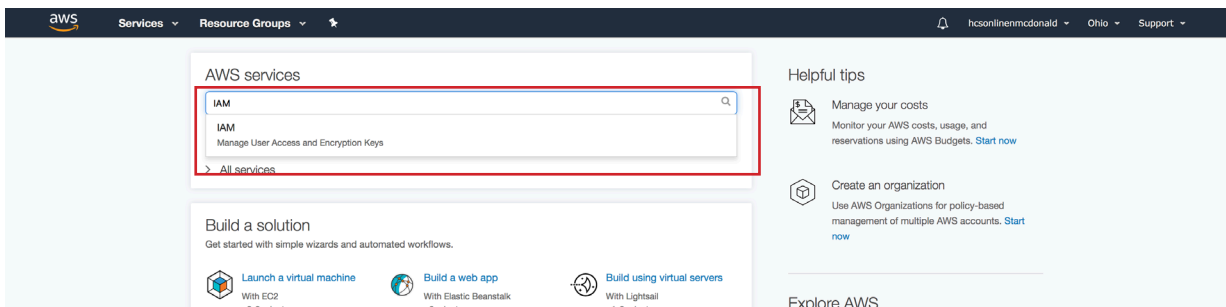 aws Services Resource Groups hcsonlinenmcdonald Ohio Support
AWS services
IAM
IAM
Manage User Access and Encryption Keys
All services
Build a solution
Get started with simple wizards and automated workflows.
Launch a virtual machine
With EC2
Build a web app
With Elastic Beanstalk
Build using virtual servers
With Lightsail
Helpful tips
Manage your costs
Monitor your AWS costs, usage, and
reservations using AWS Budgets. Start now
Create an organization
Use AWS Organizations for policy-based
management of multiple AWS accounts. Start
now
Explore AWS